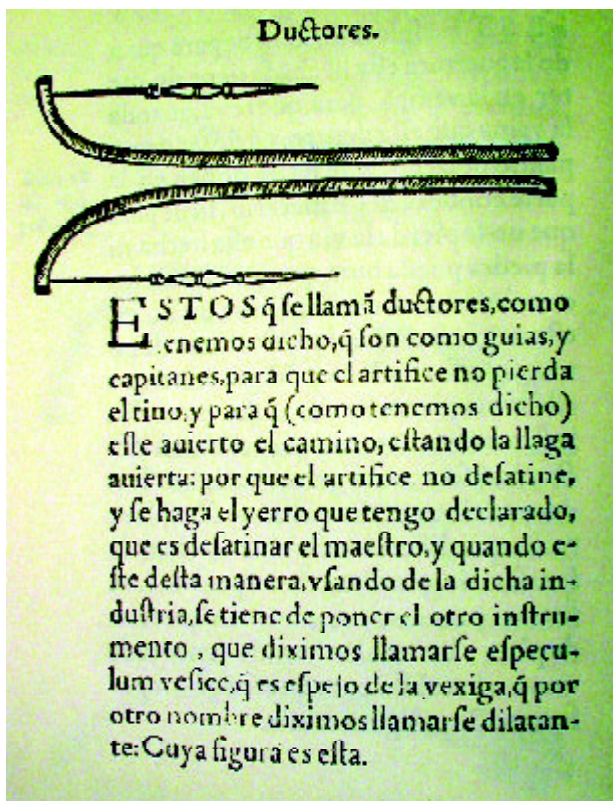 Ductores.
ESTOS q̃ ſe llamã ductores, como
tenemos dicho, q̃ ſon como guias, y
capitanes, para que el artifice no pierda
el tino, y para q̃ (como tenemos dicho)
eſte auierto el camino, eſtando la llaga
auierta: por que el artifice no deſatine,
y ſe haga el yerro que tengo declarado,
que es deſatinar el maeſtro, y quando e-
ſte deſta manera, vſando de la dicha in-
duſtria, ſe tiene de poner el otro inſtru-
mento , que diximos llamarſe eſpecu-
lum veſice, q̃ es eſpejo de la vexiga, q̃ por
otro nombre diximos llamarſe dilatan-
te: Cuya figura es eſta.